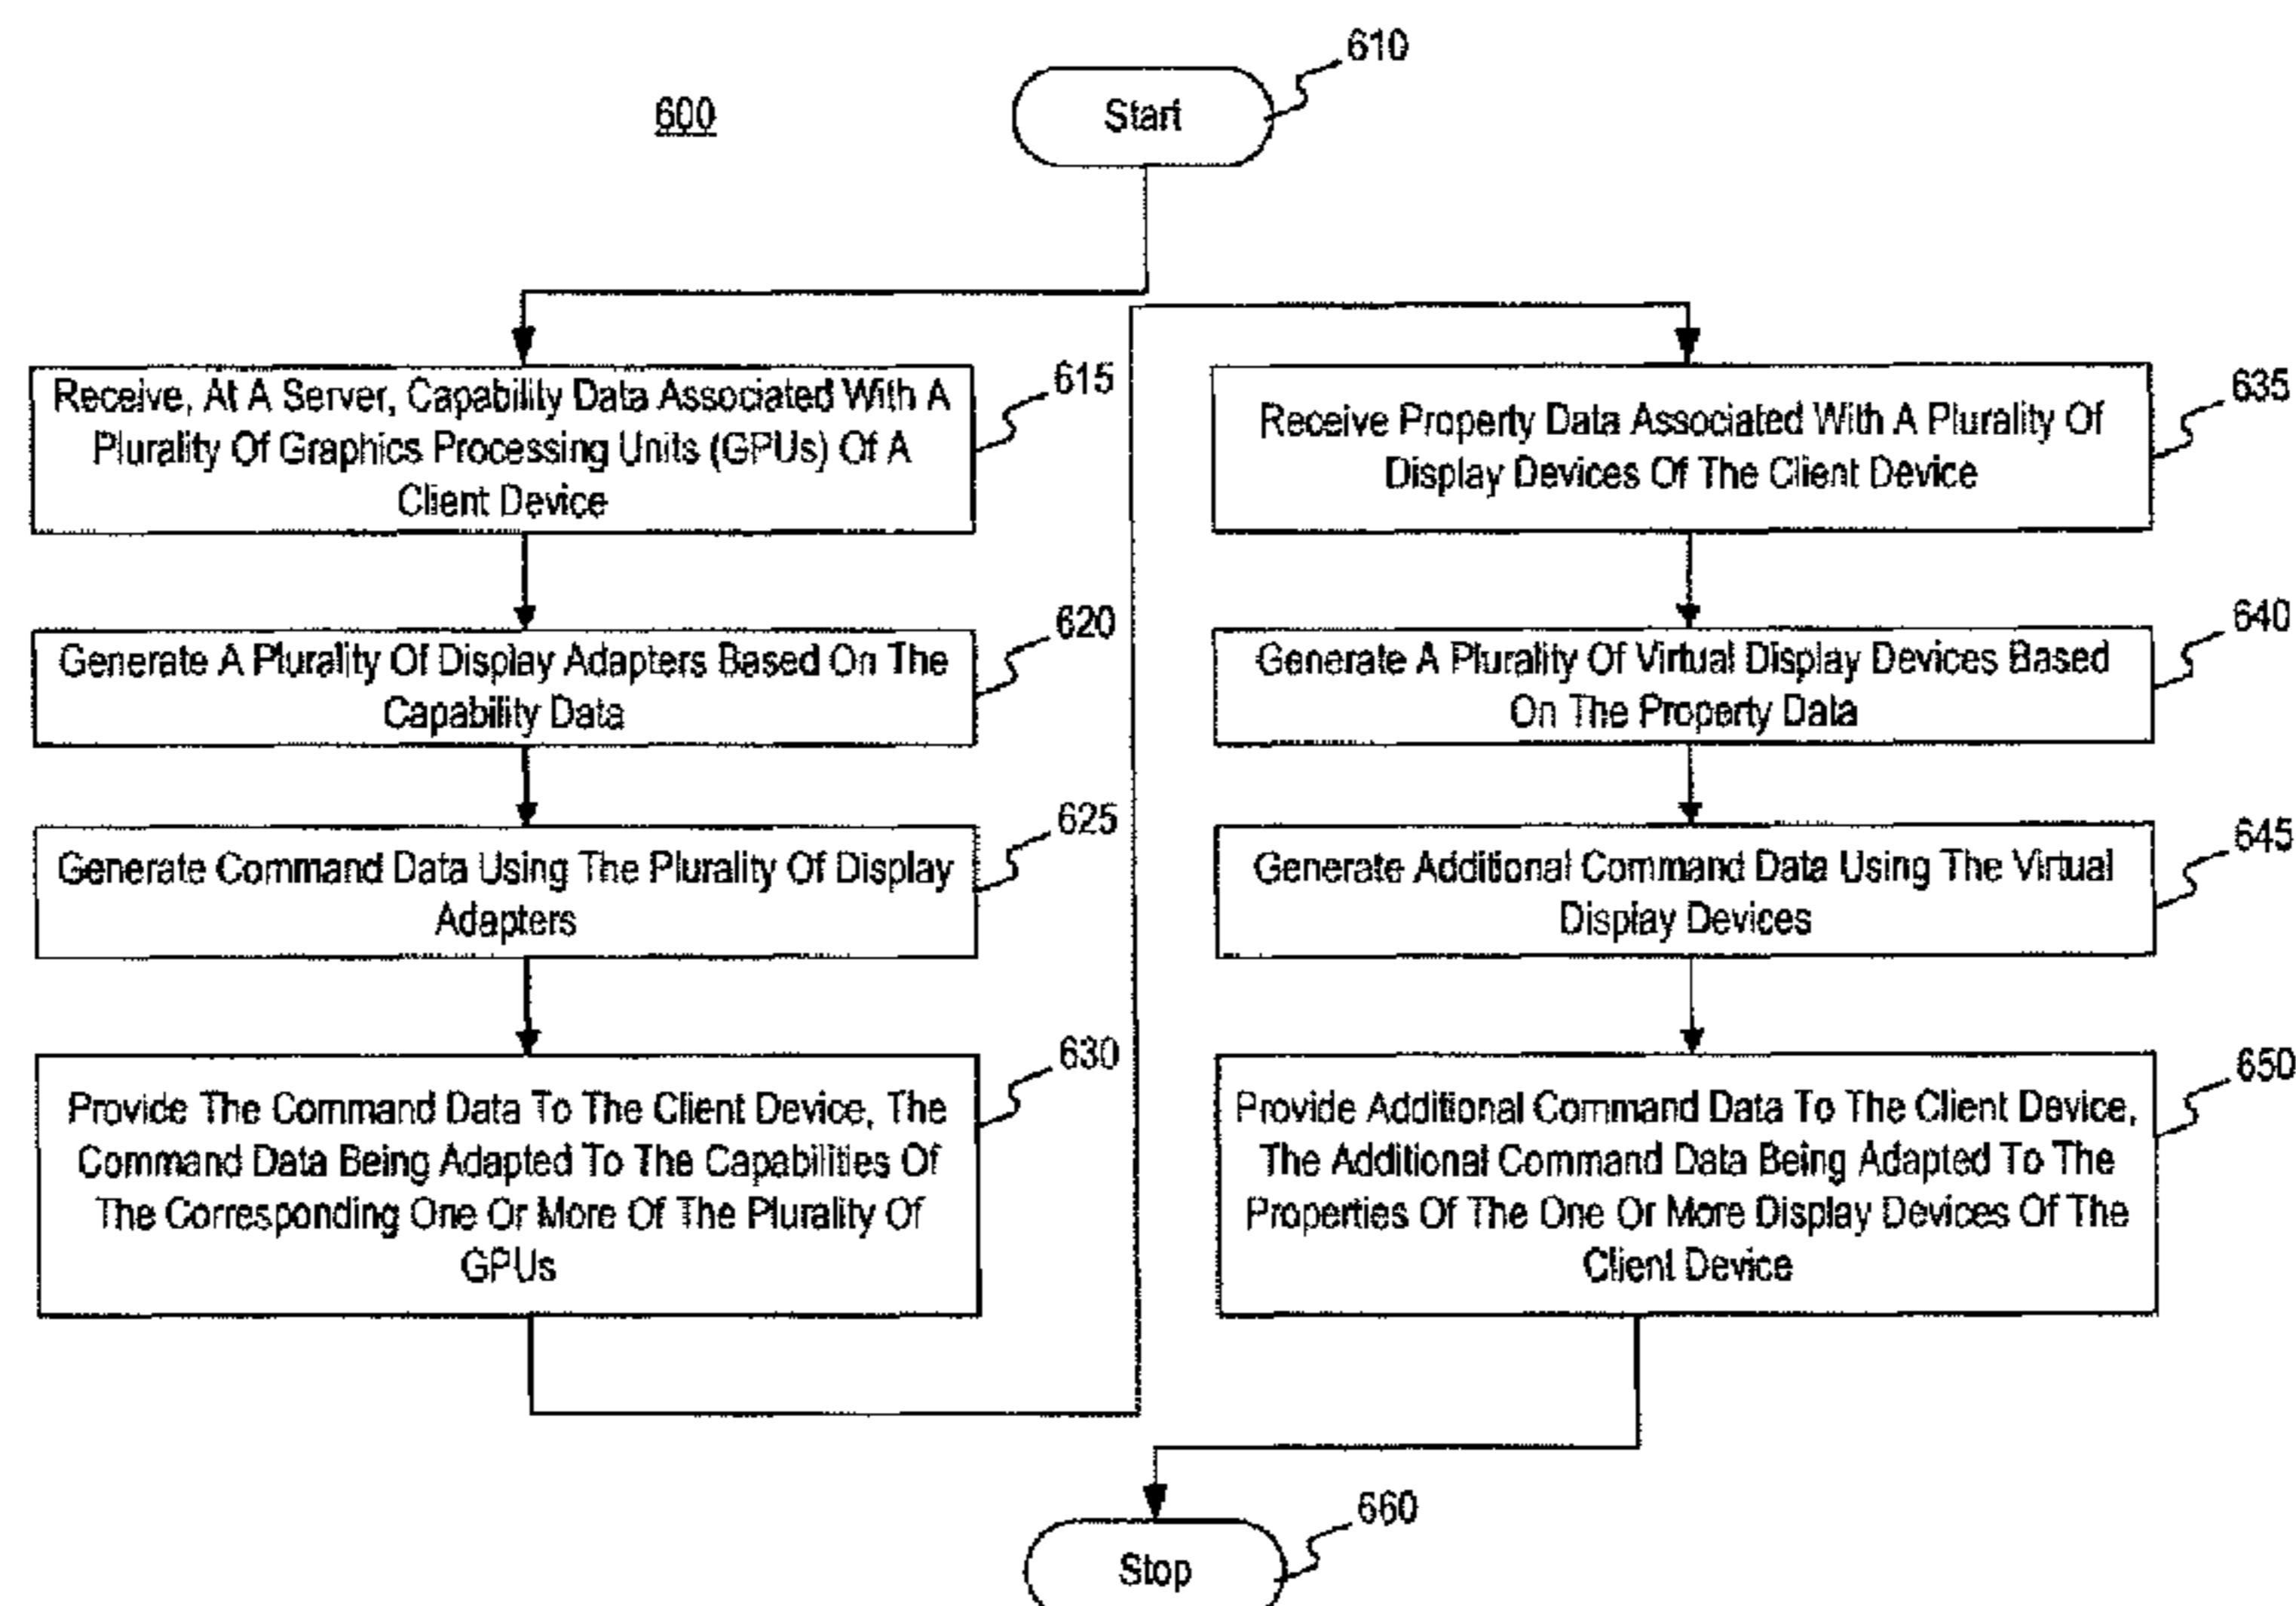 600
Start
610
Receive, At A Server, Capability Data Associated With A
Plurality Of Graphics Processing Units (GPUs) Of A
Client Device
615
Generate A Plurality Of Display Adapters Based On The
Capability Data
620
Generate Command Data Using The Plurality Of Display
Adapters
625
Provide The Command Data To The Client Device, The
Command Data Being Adapted To The Capabilities Of
The Corresponding One Or More Of The Plurality Of
GPUs
630
Receive Property Data Associated With A Plurality Of
Display Devices Of The Client Device
635
Generate A Plurality Of Virtual Display Devices Based
On The Property Data
640
Generate Additional Command Data Using The Virtual
Display Devices
645
Provide Additional Command Data To The Client Device,
The Additional Command Data Being Adapted To The
Properties Of The One Or More Display Devices Of The
Client Device
650
Stop
660